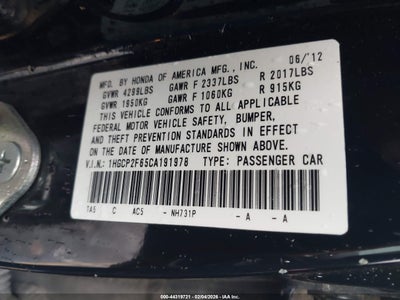 MFG. BY HONDA OF AMERICA MFG., INC. 06/'12
GVWR 4299LBS GAWR F 2337LBS R 2017LBS
GVWR 1950KG GAWR F 1060KG R 915KG
THIS VEHICLE CONFORMS TO ALL APPLICABLE
FEDERAL MOTOR VEHICLE SAFETY, BUMPER,
AND THEFT PREVENTION STANDARDS IN EFFECT
ON THE DATE OF MANUFACTURE SHOWN ABOVE.
V.I.N.: 1HGCP2F65CA191978 TYPE: PASSENGER CAR
TA5 C AC5 - NH731P - A - A
000-44319721 - 02/04/2026 - IAA, Inc.